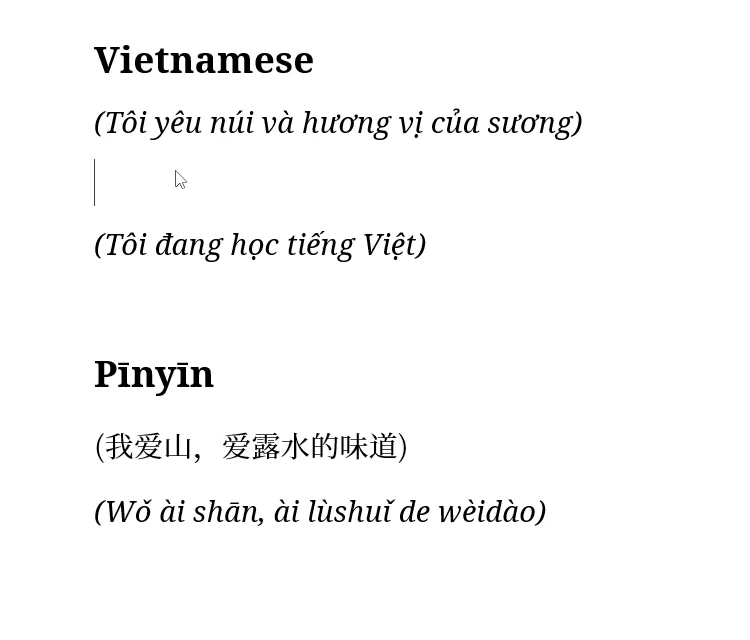 Vietnamese
(Tôi yêu núi và hương vị của sương)
(Tôi đang học tiếng Việt)
Pīnyīn
(我爱山，爱露水的味道)
(Wǒ ài shān, ài lùshuǐ de wèidào)